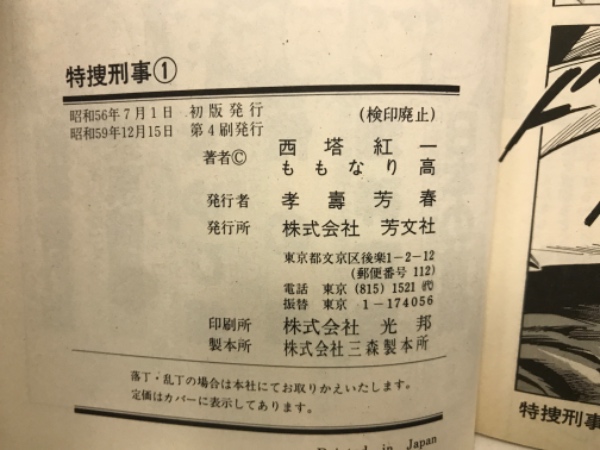 特捜刑事①
昭和56年7月1日 初版発行 (検印廃止)
昭和59年12月15日 第4刷発行
著者Ⓒ 西塔紅一
ももなり高
発行者 孝壽芳春
発行所 株式会社 芳文社
東京都文京区後楽1-2-12
(郵便番号 112)
電話 東京 (815) 1521 ㈹
振替 東京 1-174056
印刷所 株式会社 光邦
製本所 株式会社三森製本所
落丁・乱丁の場合は本社にてお取りかえいたします。
定価はカバーに表示してあります。
Printed in Japan
特捜刑事